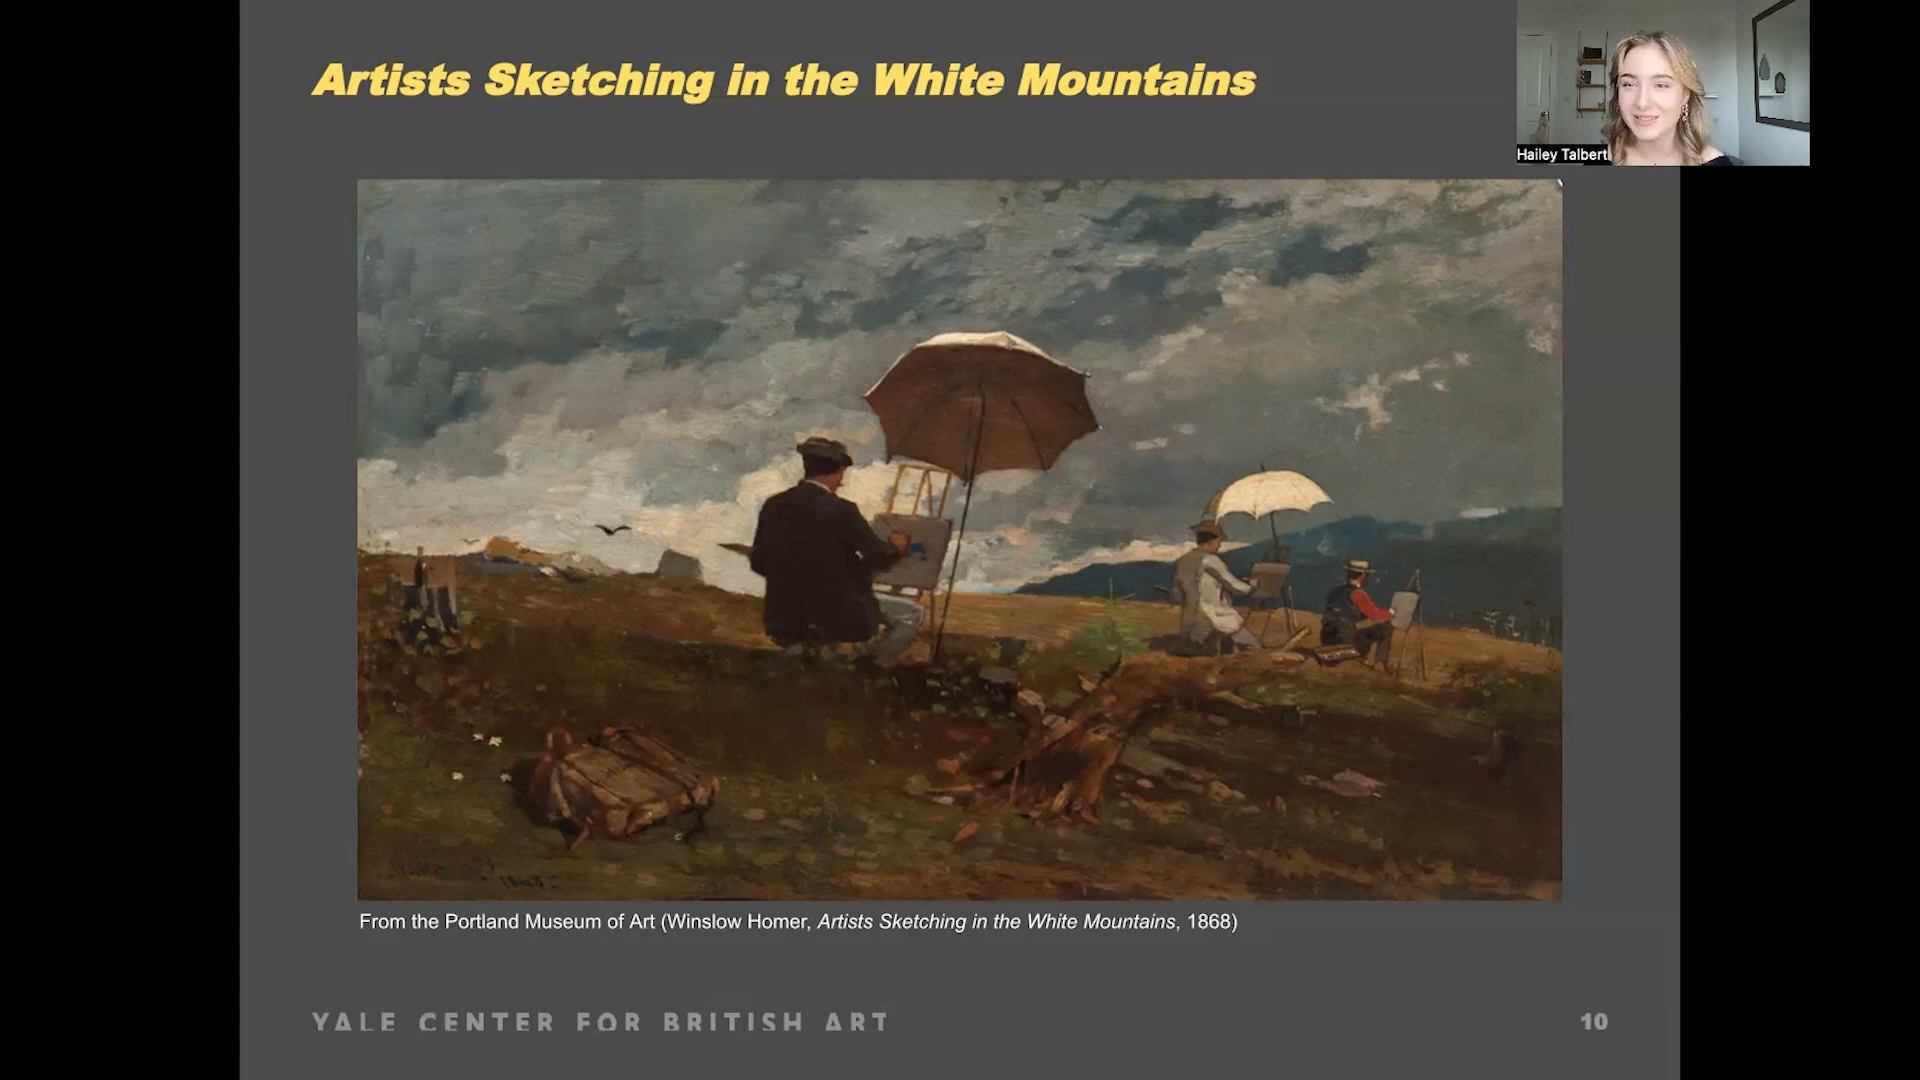 Artists Sketching in the White Mountains
Hailey Talbert
From the Portland Museum of Art (Winslow Homer, Artists Sketching in the White Mountains, 1868)
YALE CENTER FOR BRITISH ART
10